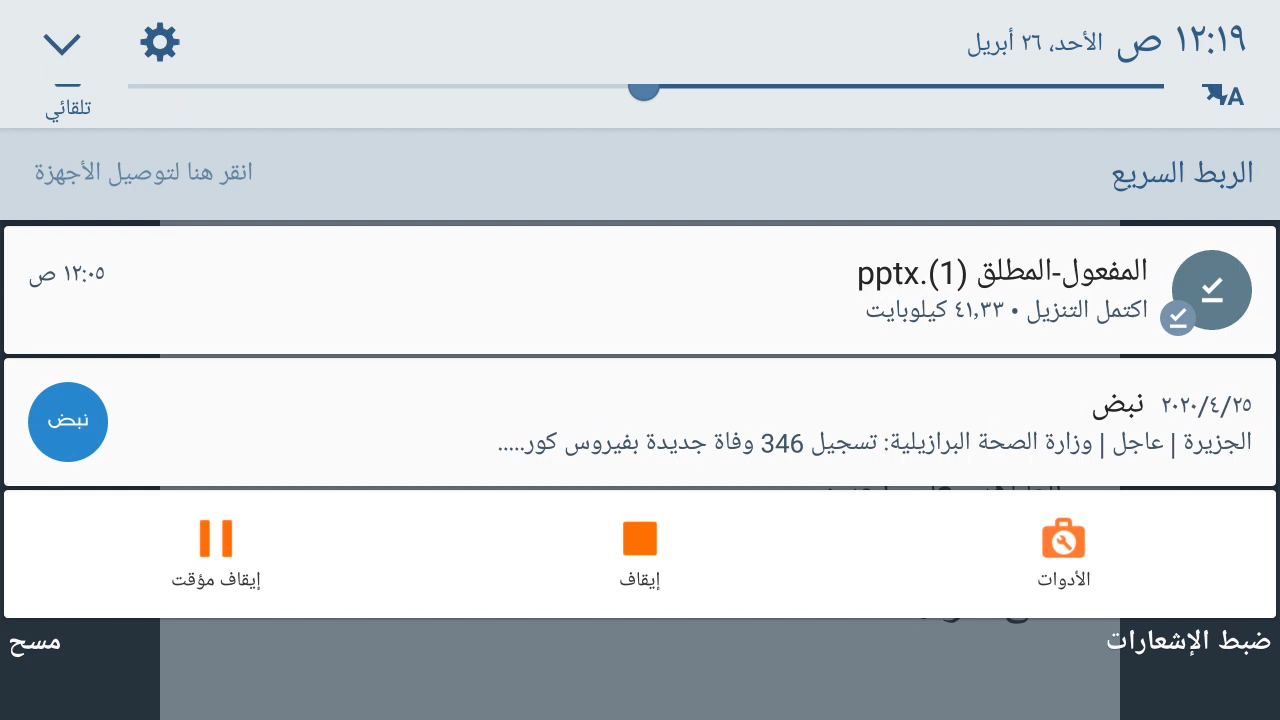 ١٢:١٩ ص الأحد، ٢٦ أبريل
A
تلقائي
الربط السريع
انقر هنا لتوصيل الأجهزة
المفعول-المطلق (1).pptx
١٢:٠٥ ص
اكتمل التنزيل • ٤١,٣٣ كيلوبايت
٢٠٢٠/٤/٢٥ نبض
نبض
الجزيرة | عاجل | وزارة الصحة البرازيلية: تسجيل 346 وفاة جديدة بفيروس كور.....
الأدوات
إيقاف
إيقاف مؤقت
ضبط الإشعارات
مسح